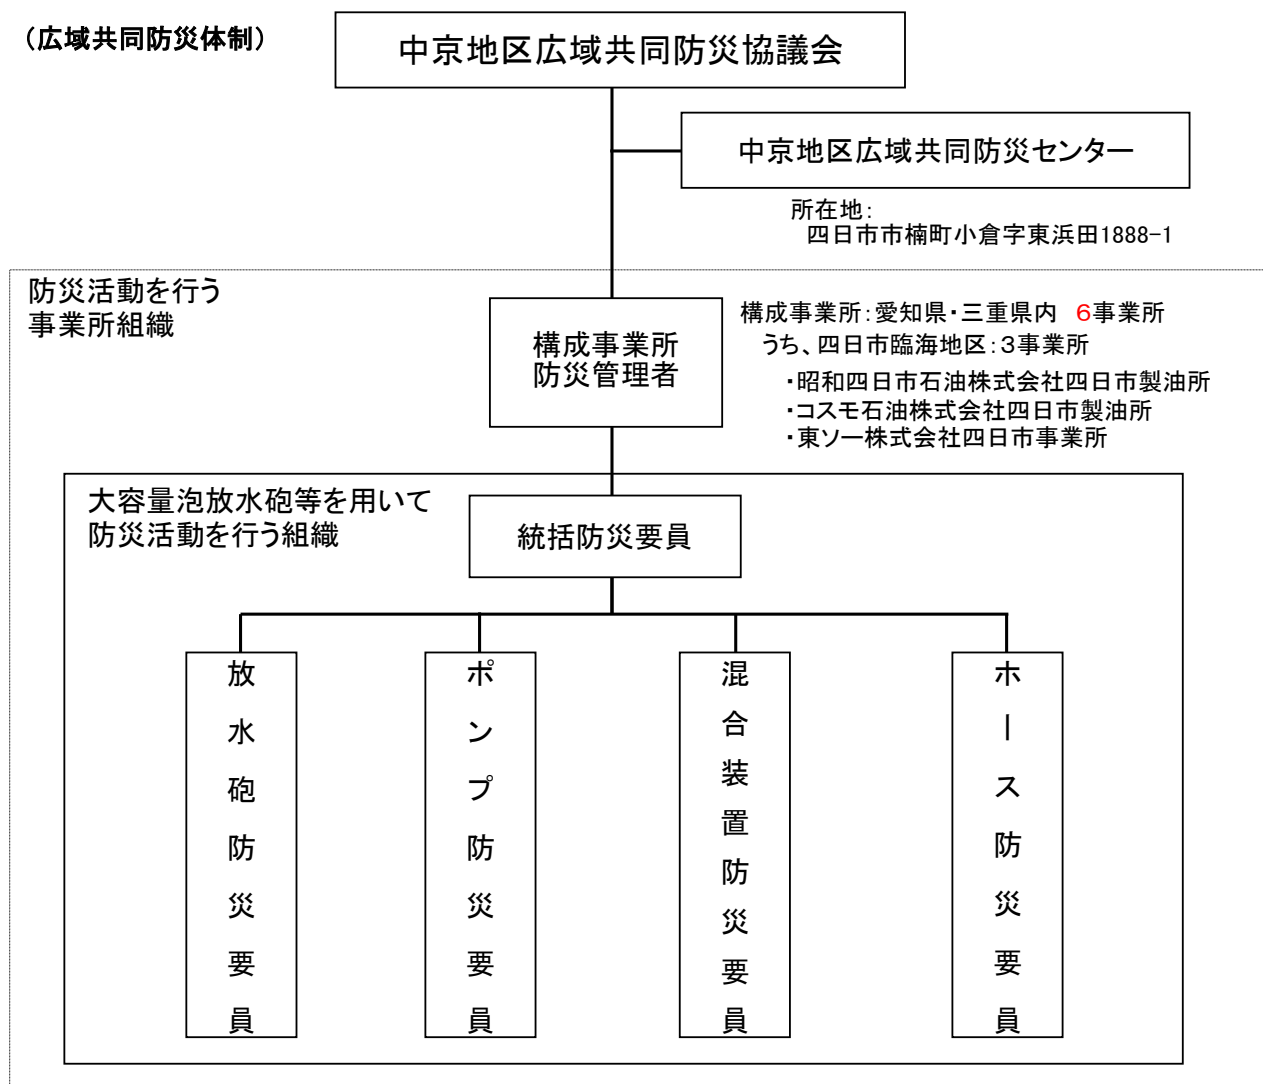 （広域共同防災体制）
中京地区広域共同防災協議会
中京地区広域共同防災センター
所在地：
四日市市楠町小倉字東浜田1888-1
防災活動を行う
事業所組織
構成事業所
防災管理者
構成事業所：愛知県・三重県内　６事業所
うち、四日市臨海地区：３事業所
・昭和四日市石油株式会社四日市製油所
・コスモ石油株式会社四日市製油所
・東ソー株式会社四日市事業所
大容量泡放水砲等を用いて
防災活動を行う組織
統括防災要員
放水砲防災要員
ポンプ防災要員
混合装置防災要員
ホース防災要員